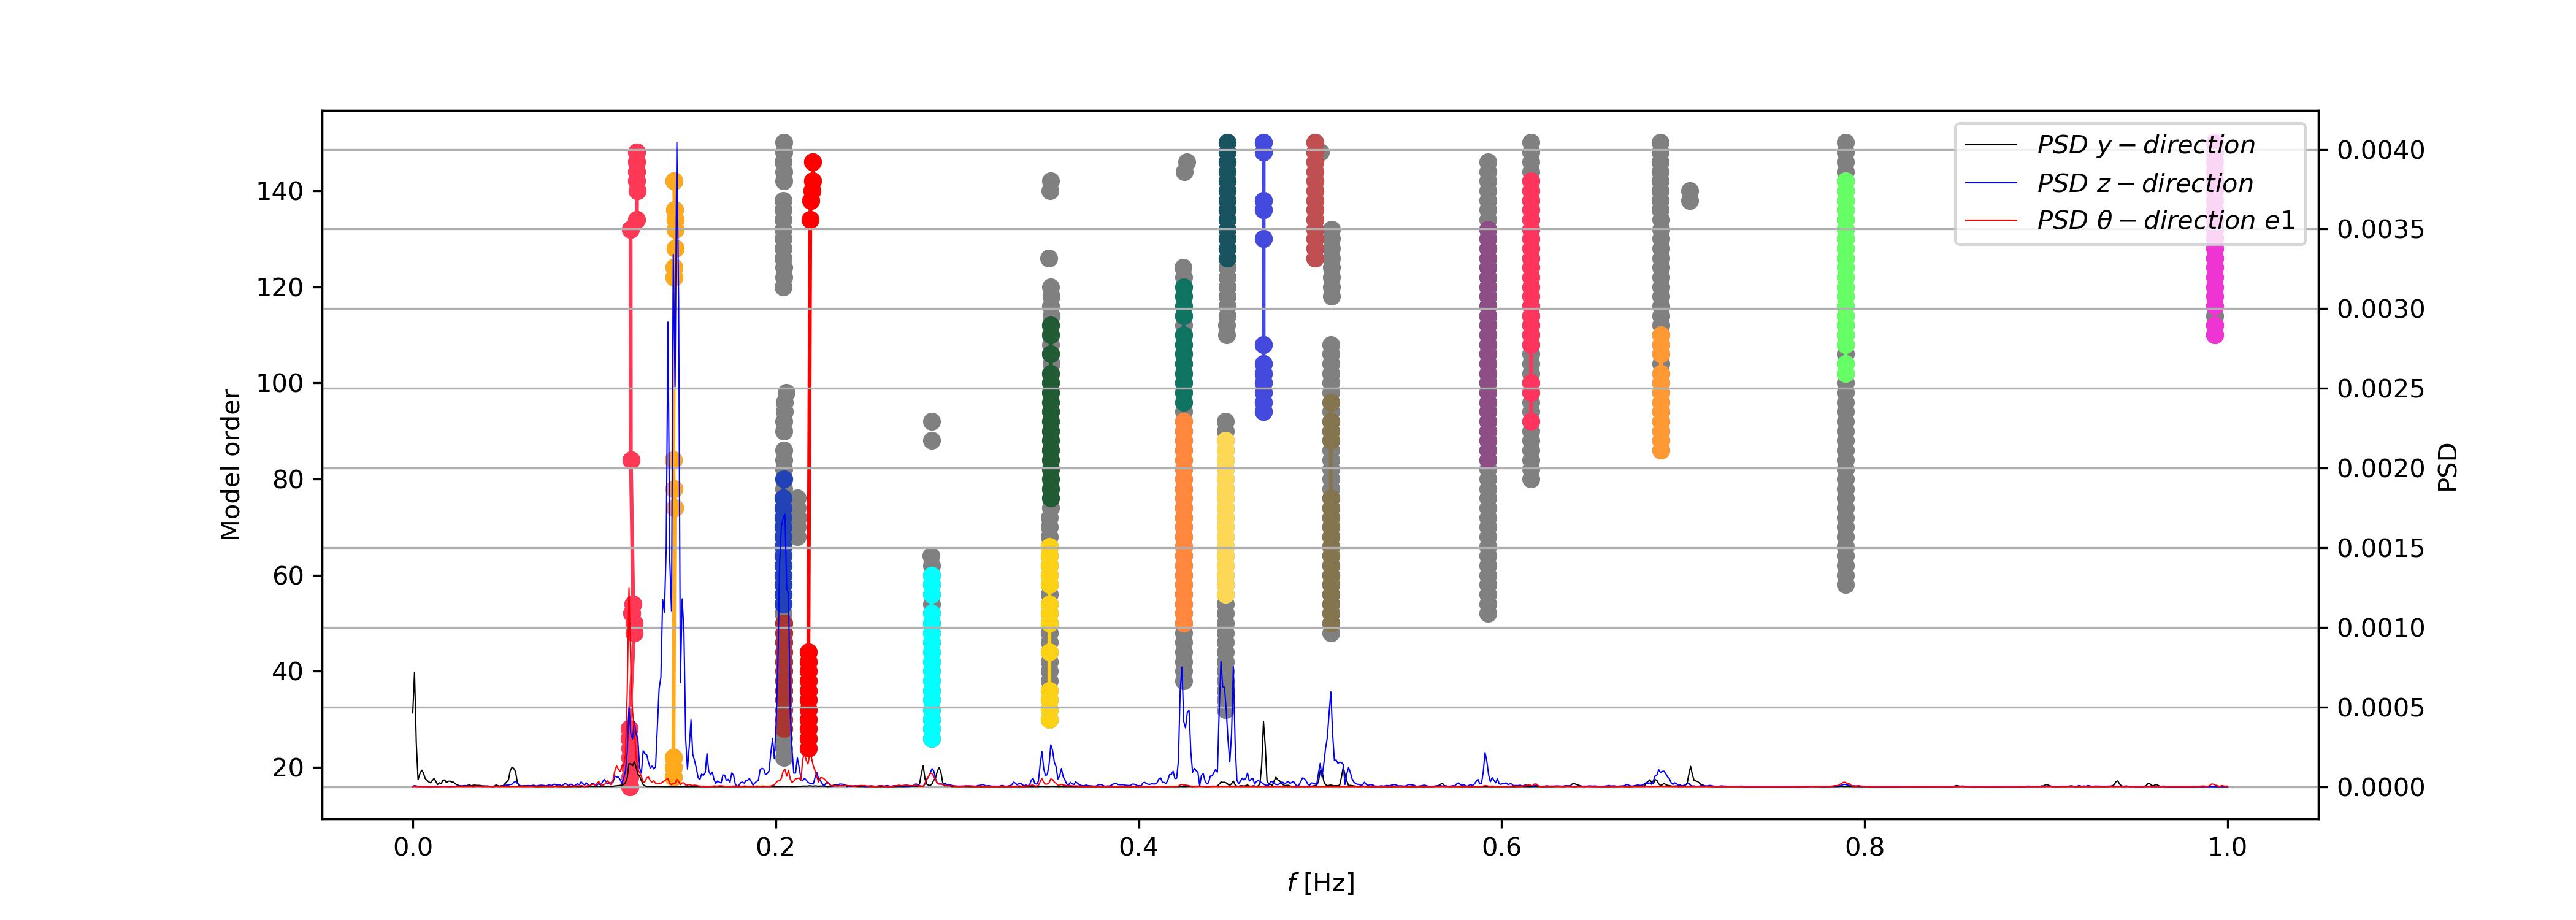 PSD y − direction
PSD z − direction
PSD θ − direction e1
Model order
140
120
100
80
60
40
20
0.0040
0.0035
0.0030
0.0025
0.0020
0.0015
0.0010
0.0005
0.0000
PSD
0.0 0.2 0.4 0.6 0.8 1.0
f [Hz]